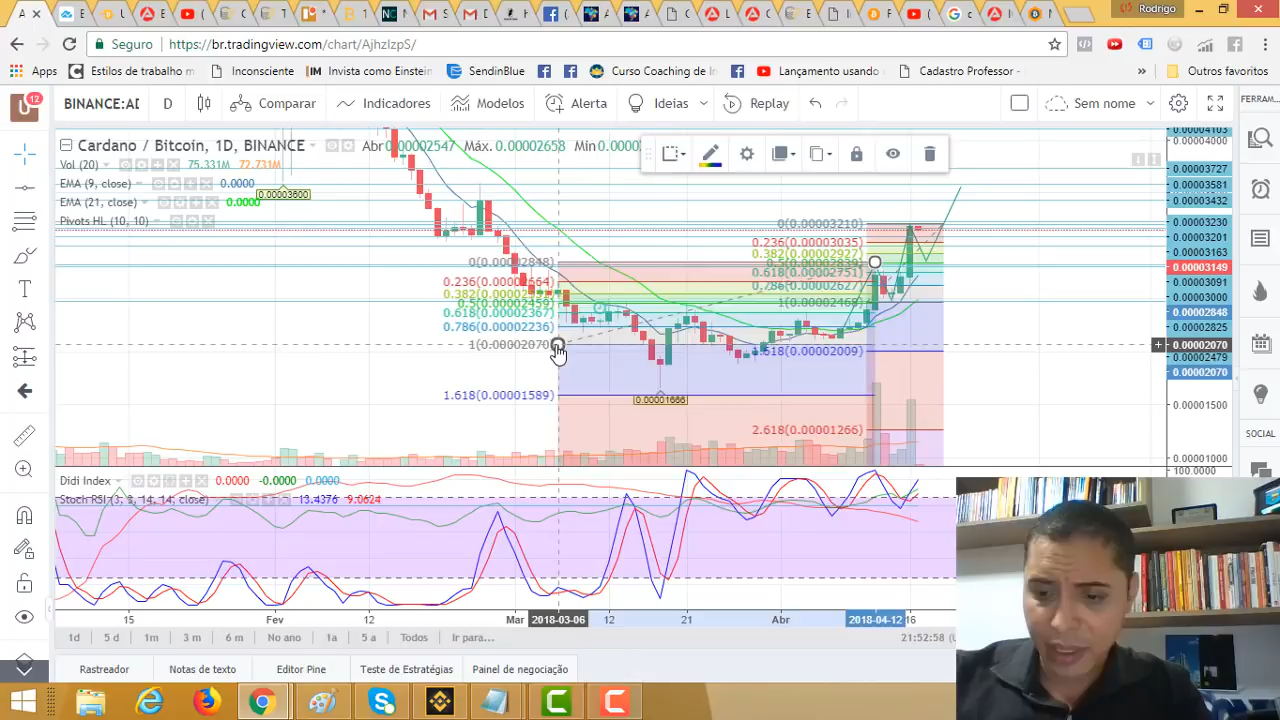 Rodrigo
Seguro https://br.tradingview.com/chart/AjhzIzpS/
Apps Estilos de trabalho m Inconsciente IM Invista como Einstein SendinBlue Curso Coaching de Lançamento usando Cadastro Professor - » Outros favoritos
12 BINANCE:AD D Comparar Indicadores Modelos Alerta Ideias Replay Sem nome FERRAM
Cardano / Bitcoin, 1D, BINANCE Abr 0.00002547 Máx. 0.00002658 Min 0.0000
Vol (20) 75.331M 72.731M
EMA (9, close) 0.0000
EMA (21, close) 0.0000
Pivots HL (10, 10)
0.00003600
0(0.00003210)
0.236(0.00003035)
0.382(0.00002927)
0.5(0.00002839)
0.618(0.00002751)
0.786(0.00002627)
1(0.00002468)
1.618(0.00002009)
2.618(0.00001266)
0(0.00002848)
0.236(0.00002664)
0.5(0.00002459)
0.618(0.00002367)
0.786(0.00002236)
1(0.00002070)
1.618(0.00001589)
0.00001666
0.00004103
0.00004000
0.00003727
0.00003581
0.00003230
0.00003201
0.00003163
0.00003149
0.00003091
0.00003000
0.00002848
0.00002825
0.00002070
0.00002479
0.00002070
0.00001500
0.00001000
100.0000
SOCIAL
Didi Index 0.0000 -0.0000 0.0000
Stoch RSI (3, 3, 14, 14, close) 13.4376 9.0624
15 Fev 12 Mar 2018-03-06 12 21 Abr 2018-04-12 16
1d 5 d 1m 3 m 6 m No ano 1a 5 a Todos Ir para... 21:52:58 (U
Rastreador Notas de texto Editor Pine Teste de Estratégias Painel de negociação